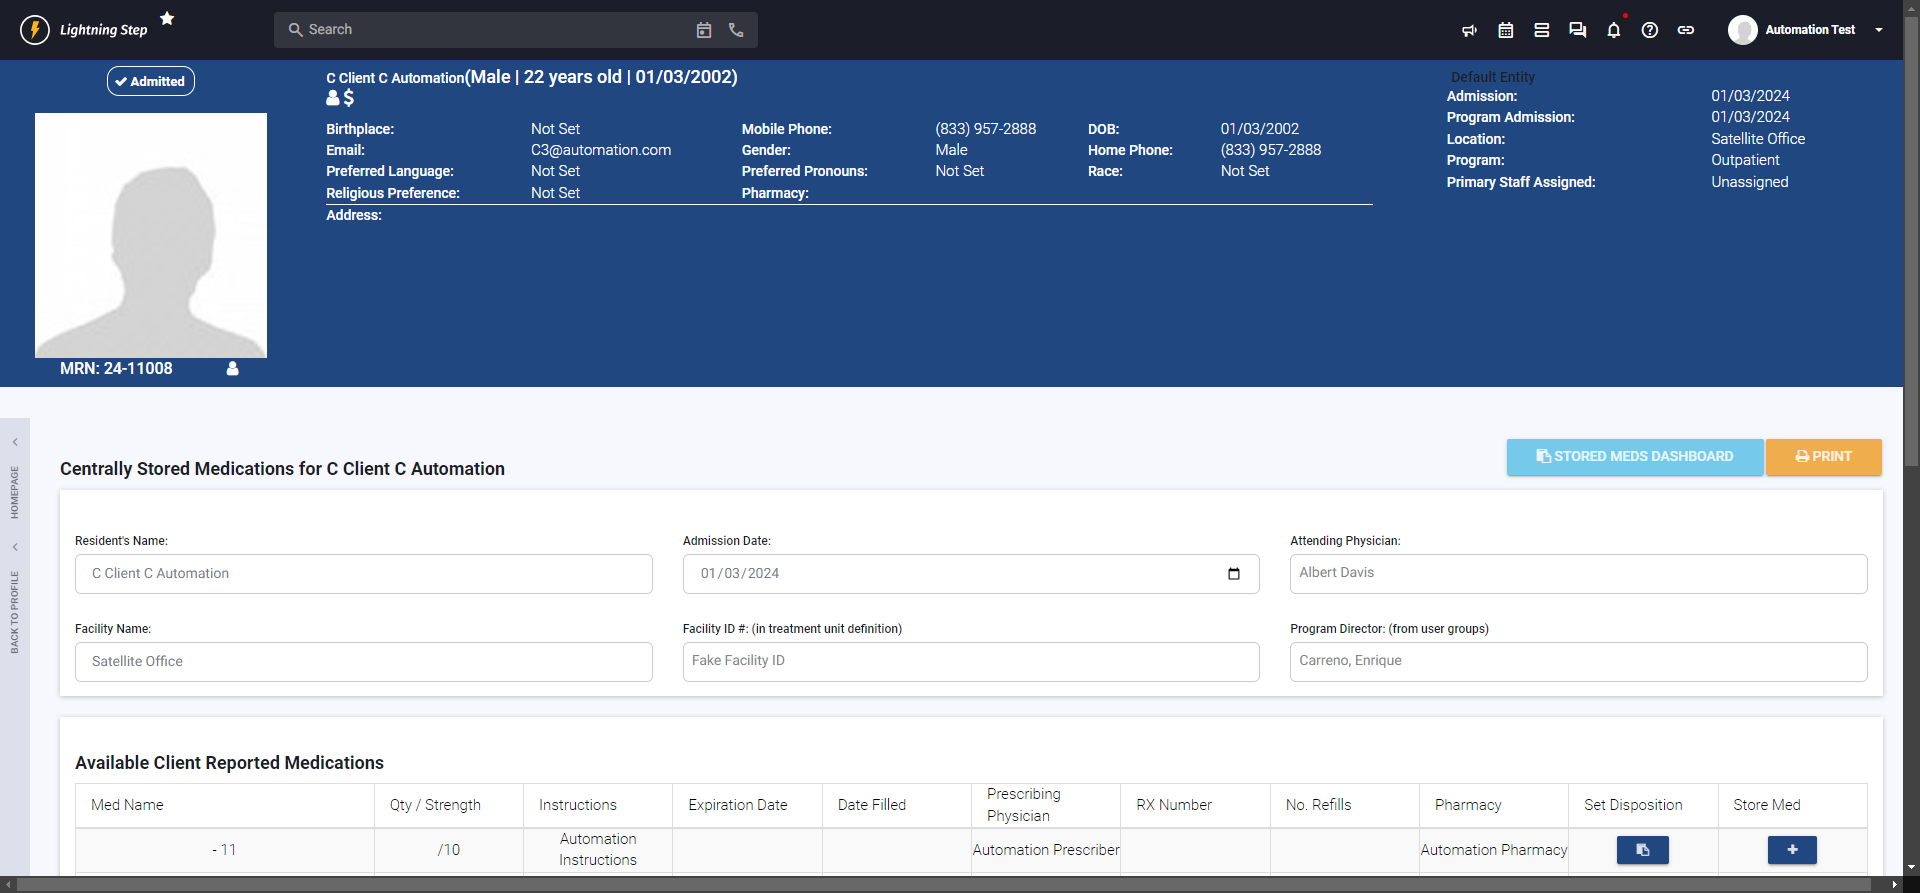 Lightning Step
Search
Automation Test
Admitted
C Client C Automation(Male | 22 years old | 01/03/2002)
Birthplace: Not Set Mobile Phone: (833) 957-2888 DOB: 01/03/2002
Email: C3@automation.com Gender: Male Home Phone: (833) 957-2888
Preferred Language: Not Set Preferred Pronouns: Not Set Race: Not Set
Religious Preference: Not Set Pharmacy:
Address:
Default Entity
Admission: 01/03/2024
Program Admission: 01/03/2024
Location: Satellite Office
Program: Outpatient
Primary Staff Assigned: Unassigned
MRN: 24-11008
HOMEPAGE
BACK TO PROFILE
Centrally Stored Medications for C Client C Automation
STORED MEDS DASHBOARD
PRINT
Resident's Name: Admission Date: Attending Physician:
C Client C Automation 01/03/2024 Albert Davis
Facility Name: Facility ID #: (in treatment unit definition) Program Director: (from user groups)
Satellite Office Fake Facility ID Carreno, Enrique
Available Client Reported Medications
Med Name Qty / Strength Instructions Expiration Date Date Filled Prescribing Physician RX Number No. Refills Pharmacy Set Disposition Store Med
- 11 /10 Automation Instructions Automation Prescriber Automation Pharmacy